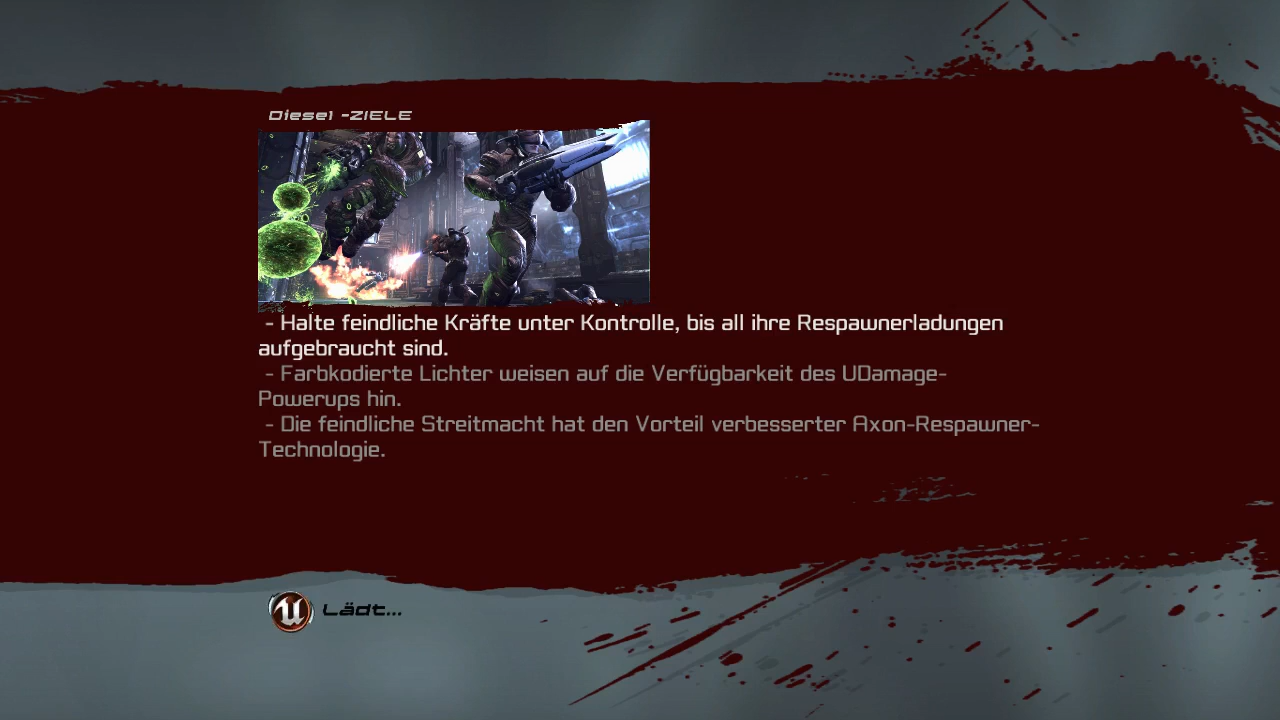 Diesel -ZIELE
- Halte feindliche Kräfte unter Kontrolle, bis all ihre Respawnerladungen
aufgebraucht sind.
- Farbkodierte Lichter weisen auf die Verfügbarkeit des UDamage-
Powerups hin.
- Die feindliche Streitmacht hat den Vorteil verbesserter Axon-Respawner-
Technologie.
Lädt...